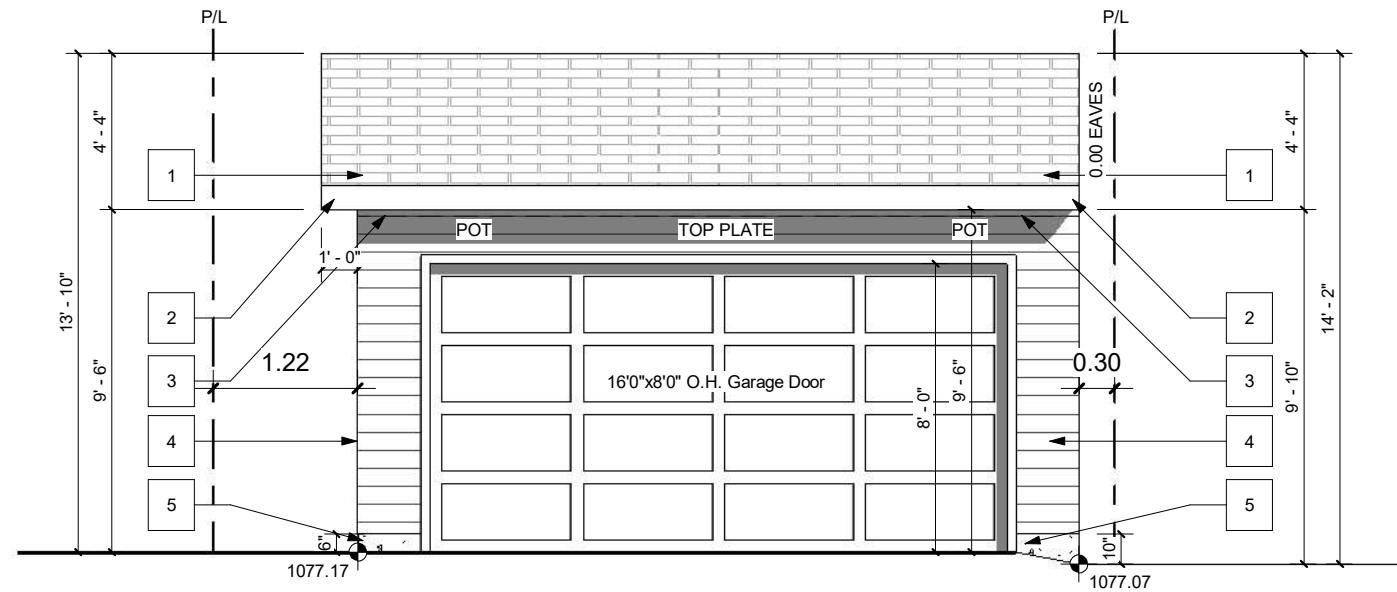 P/L
P/L
4' - 4"
0.00 EAVES
4' - 4"
1
1
POT
TOP PLATE
POT
1' - 0"
13' - 10"
14' - 2"
2
2
1.22
0.30
3
3
16'0"x8'0" O.H. Garage Door
9' - 6"
8' - 0"
9' - 6"
9' - 10"
4
4
5
5
6"
10"
1077.17
1077.07